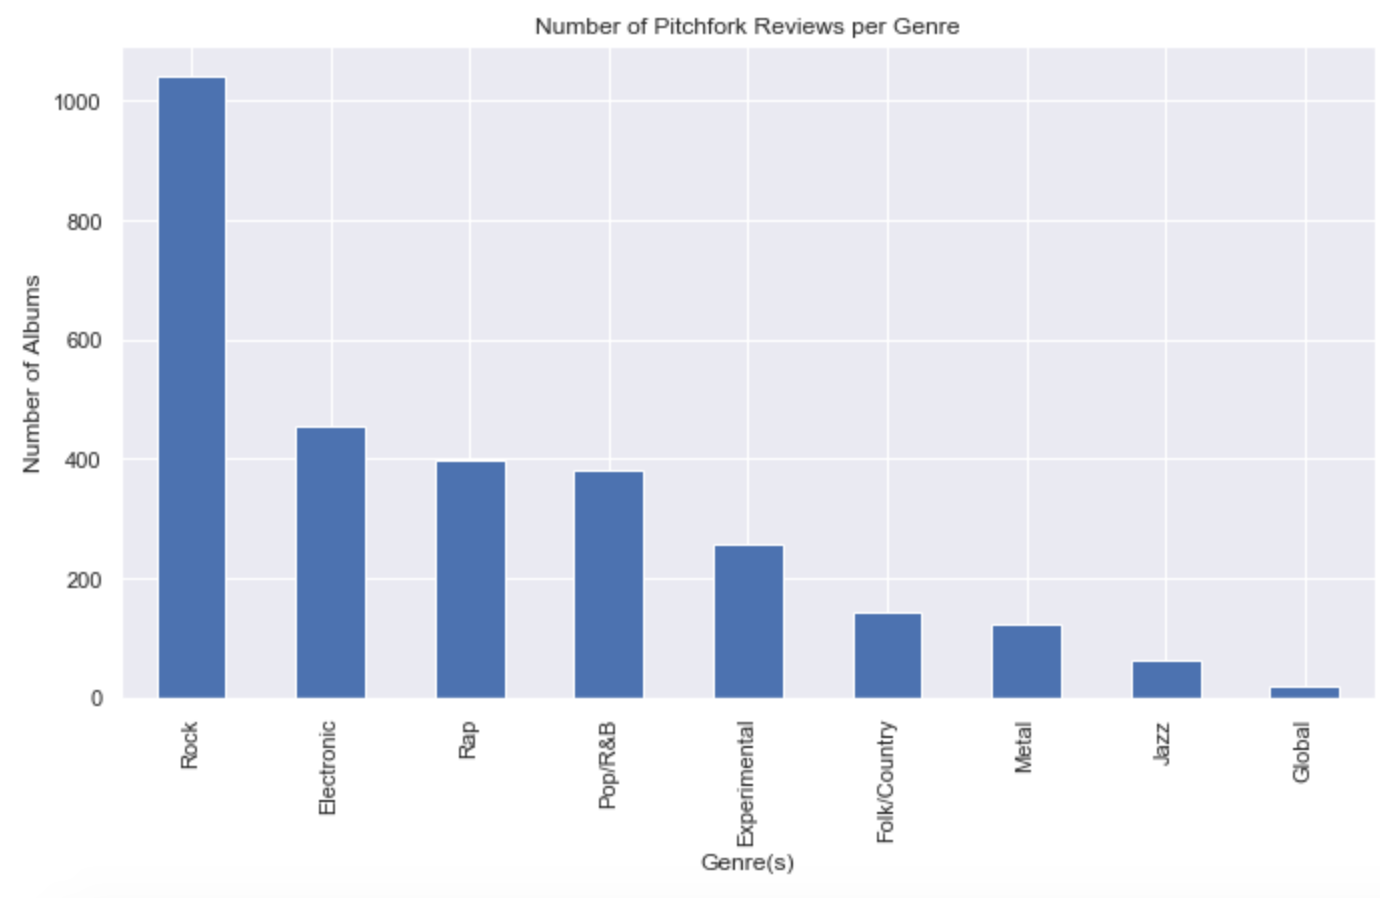 Number of Pitchfork Reviews per Genre
1000
800
600
400
200
0
Number of Albums
Rock
Electronic
Rap
Pop/R&B
Experimental
Folk/Country
Metal
Jazz
Global
Genre(s)